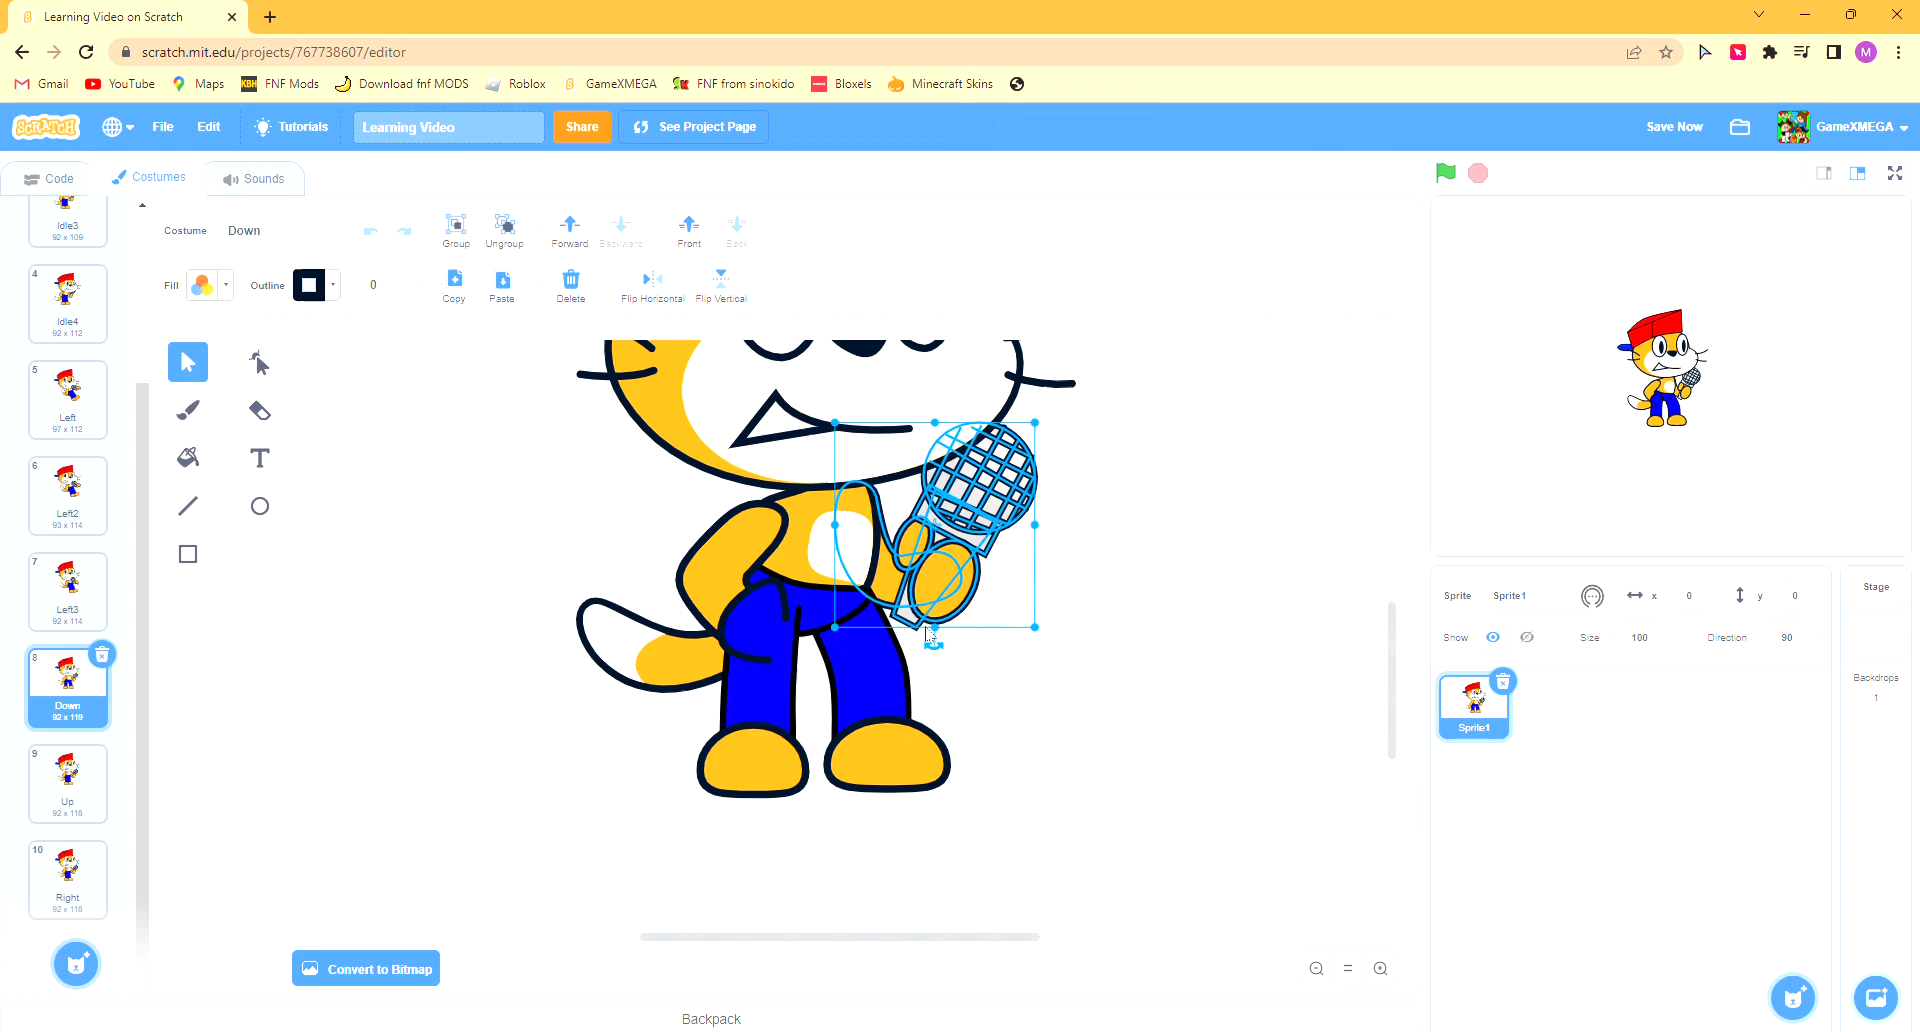 Learning Video on Scratch
scratch.mit.edu/projects/767738607/editor
M
Gmail YouTube Maps KBH FNF Mods Download fnf MODS Roblox GameXMEGA FNF from sinokido Bloxels Minecraft Skins
SCRATCH File Edit Tutorials Learning Video Share See Project Page Save Now GameXMEGA
Code Costumes Sounds
Idle3
92 x 109
4
Idle4
92 x 112
5
Left
97 x 112
6
Left2
93 x 114
7
Left3
92 x 114
8
Down
92 x 119
9
Up
92 x 118
10
Right
92 x 118
Costume Down
Group Ungroup Forward Backward Front Back
Fill Outline 0
Copy Paste Delete Flip Horizontal Flip Vertical
T
Convert to Bitmap
Backpack
Sprite Sprite1 x 0 y 0
Show Size 100 Direction 90
Sprite1
Stage
Backdrops
1